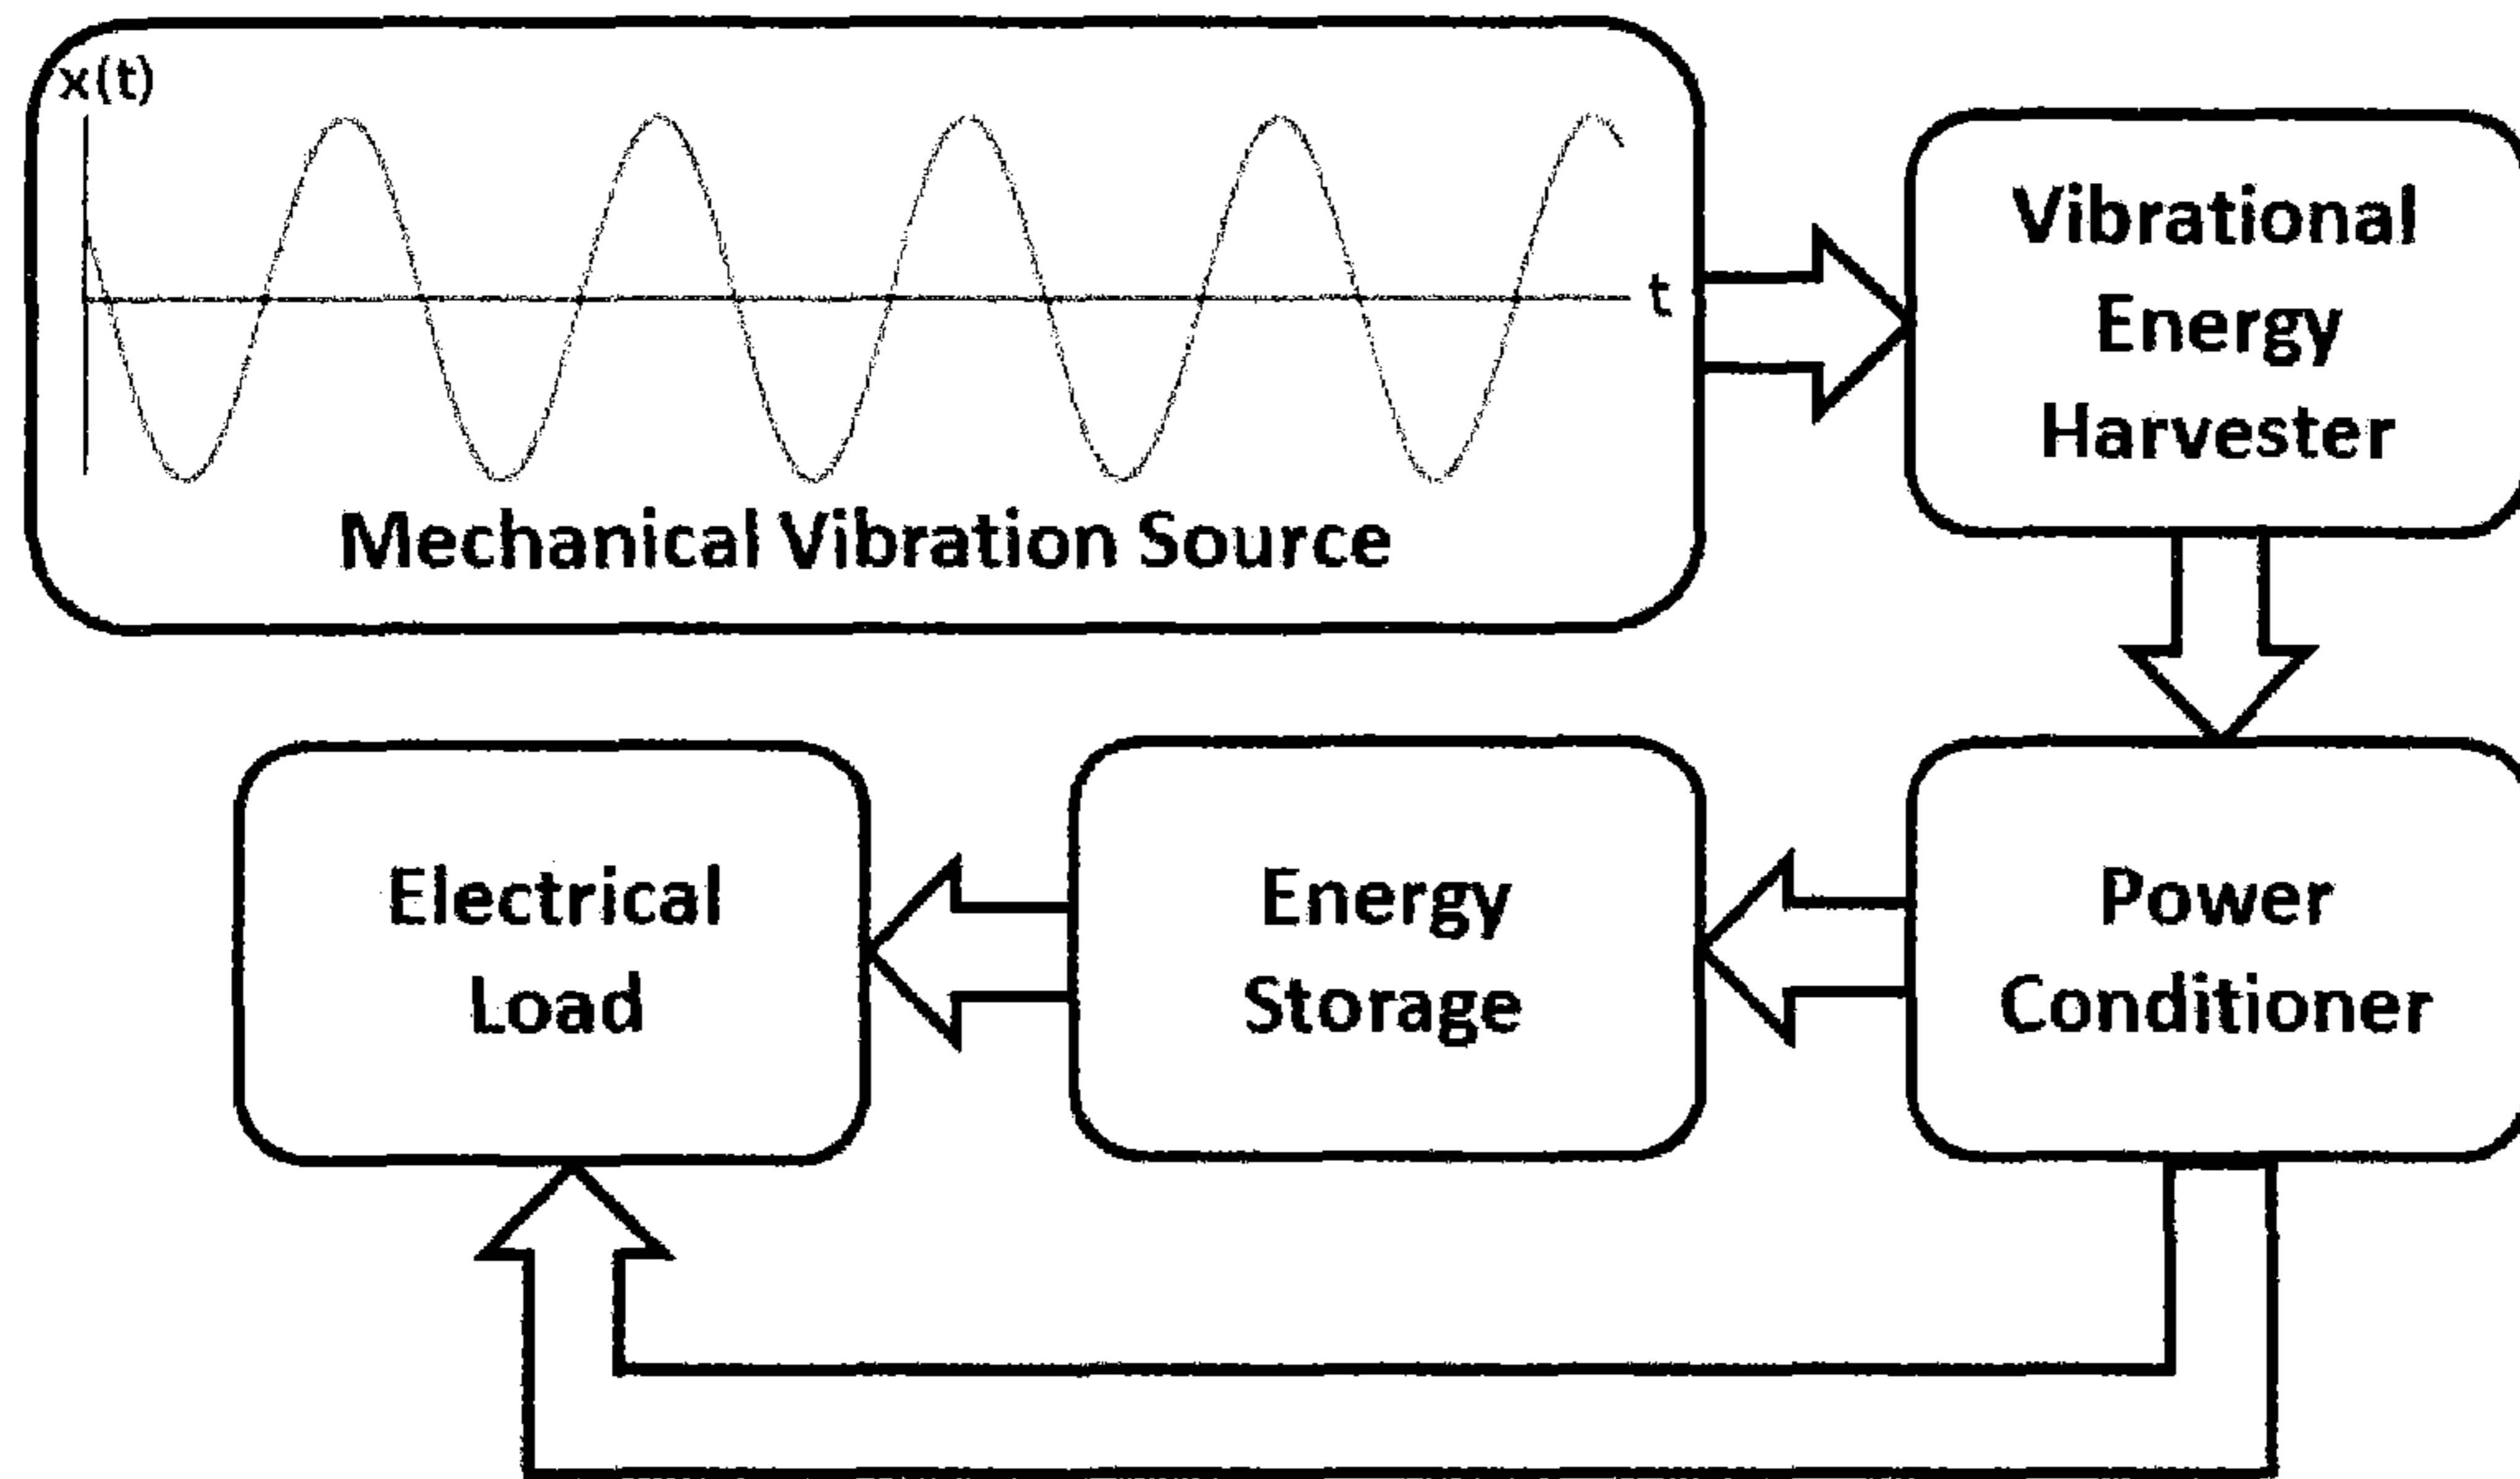 x(t)
t
Mechanical Vibration Source
Vibrational
Energy
Harvester
Electrical
Load
Energy
Storage
Power
Conditioner